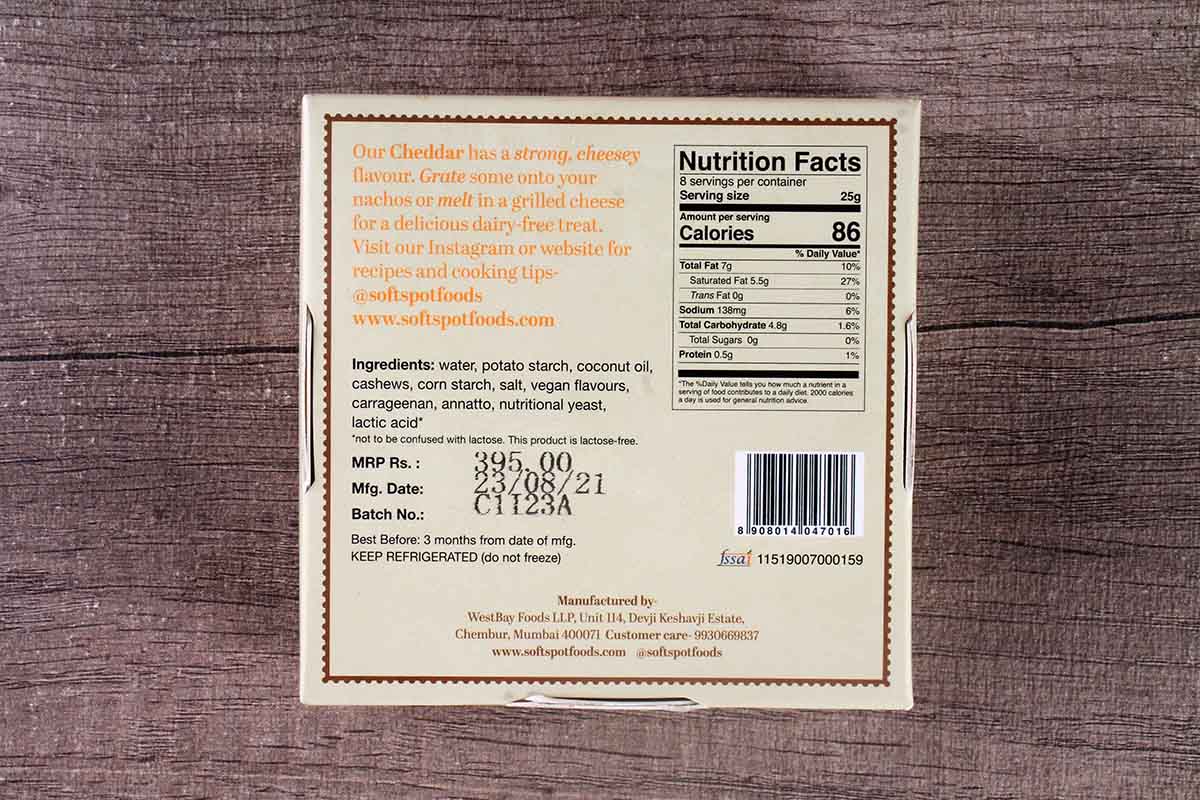 Our Cheddar has a strong, cheesey
flavour. Grate some onto your
nachos or melt in a grilled cheese
for a delicious dairy-free treat.
Visit our Instagram or website for
recipes and cooking tips-
@softspotfoods
www.softspotfoods.com
Ingredients: water, potato starch, coconut oil,
cashews, corn starch, salt, vegan flavours,
carrageenan, annatto, nutritional yeast,
lactic acid*
*not to be confused with lactose. This product is lactose-free.
MRP Rs. : 395.00
Mfg. Date: 23/08/21
Batch No.: C1123A
Best Before: 3 months from date of mfg.
KEEP REFRIGERATED (do not freeze)
Nutrition Facts
8 servings per container
Serving size 25g
Amount per serving
Calories 86
% Daily Value*
Total Fat 7g 10%
Saturated Fat 5.5g 27%
Trans Fat 0g 0%
Sodium 138mg 6%
Total Carbohydrate 4.8g 1.6%
Total Sugars 0g 0%
Protein 0.5g 1%
*The %Daily Value tells you how much a nutrient in a
serving of food contributes to a daily diet. 2000 calories
a day is used for general nutrition advice.
8 908014 047016
fssai 11519007000159
Manufactured by-
WestBay Foods LLP, Unit 114, Devji Keshavji Estate,
Chembur, Mumbai 400071 Customer care- 9930669837
www.softspotfoods.com @softspotfoods